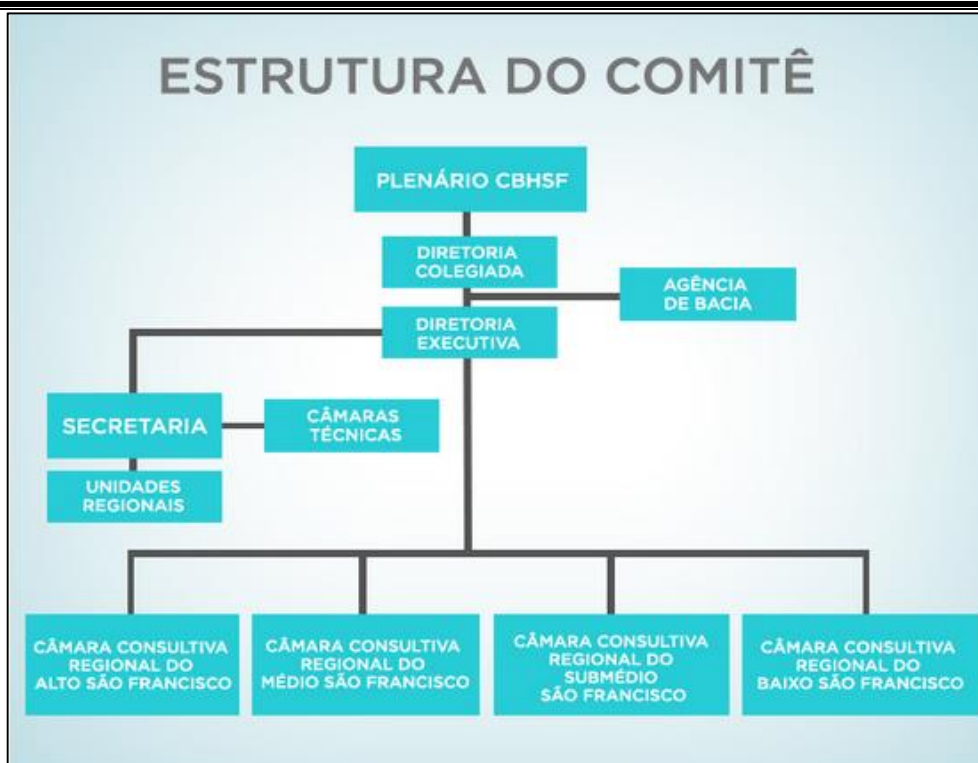 ESTRUTURA DO COMITÊ
PLENÁRIO CBHSF
DIRETORIA
COLEGIADA
AGÊNCIA
DE BACIA
DIRETORIA
EXECUTIVA
SECRETARIA
CÂMARAS
TÉCNICAS
UNIDADES
REGIONAIS
CÂMARA CONSULTIVA
REGIONAL DO
ALTO SÃO FRANCISCO
CÂMARA CONSULTIVA
REGIONAL DO
MÉDIO SÃO FRANCISCO
CÂMARA CONSULTIVA
REGIONAL DO
SUBMÉDIO
SÃO FRANCISCO
CÂMARA CONSULTIVA
REGIONAL DO
BAIXO SÃO FRANCISCO